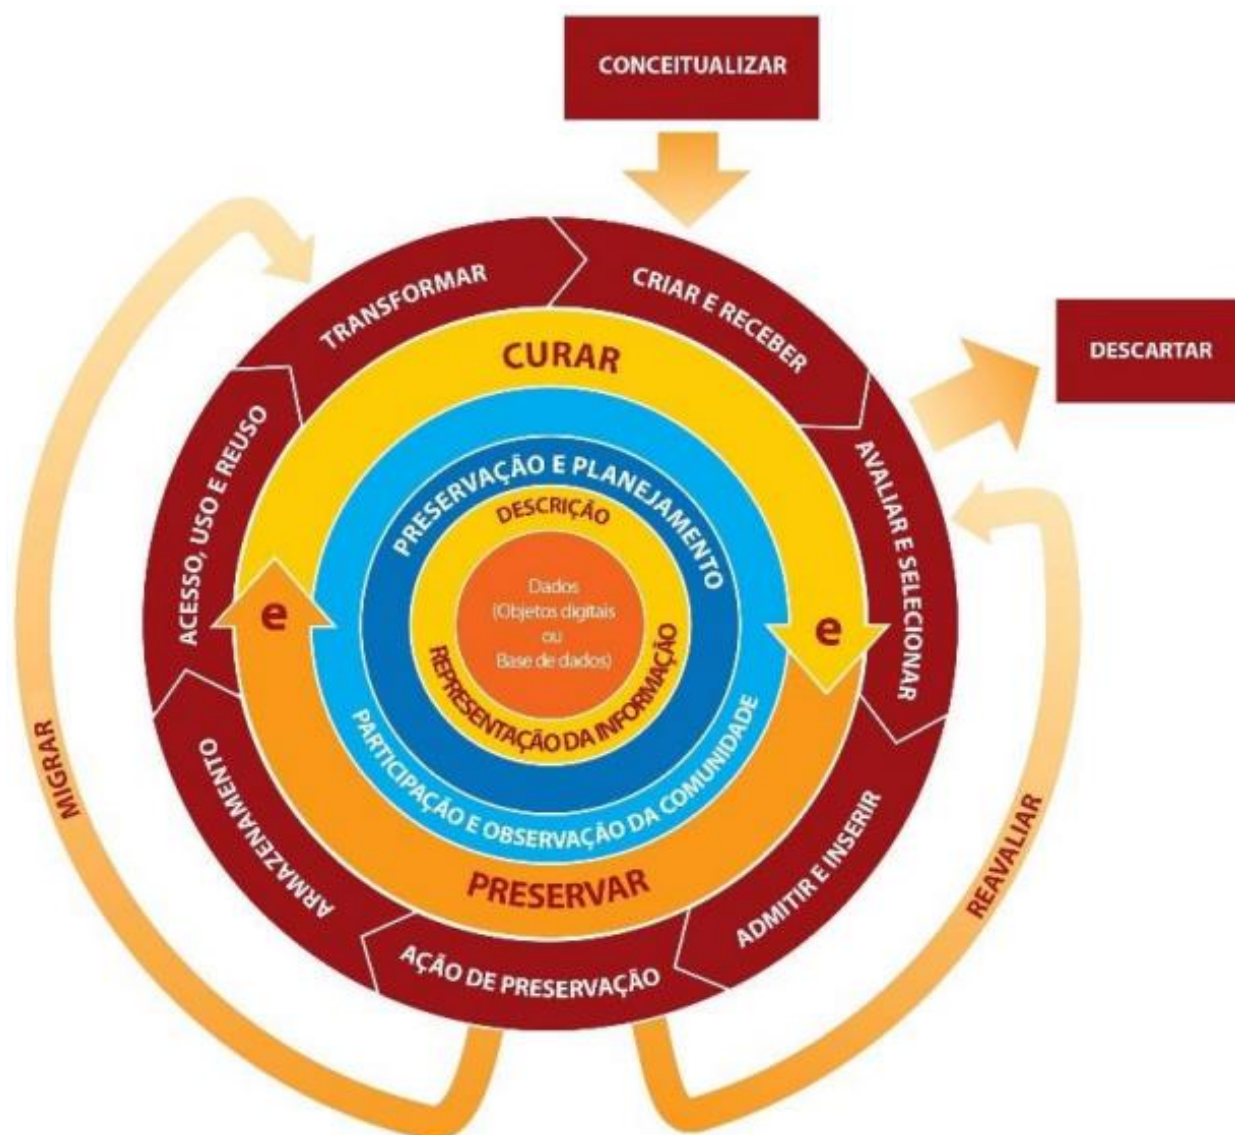 CONCEITUALIZAR
TRANSFORMAR
CRIAR E RECEBER
DESCARTAR
CURAR
ACESSO, USO E REUSO
AVALIAR E SELECIONAR
PRESERVAÇÃO E PLANEJAMENTO
DESCRIÇÃO
Dados
(Objetos digitais
ou
Base de dados)
e
e
REPRESENTAÇÃO DA INFORMAÇÃO
PARTICIPAÇÃO E OBSERVAÇÃO DA COMUNIDADE
MIGRAR
ARMAZENAMENTO
PRESERVAR
ADMITIR E INSERIR
REAVALIAR
AÇÃO DE PRESERVAÇÃO